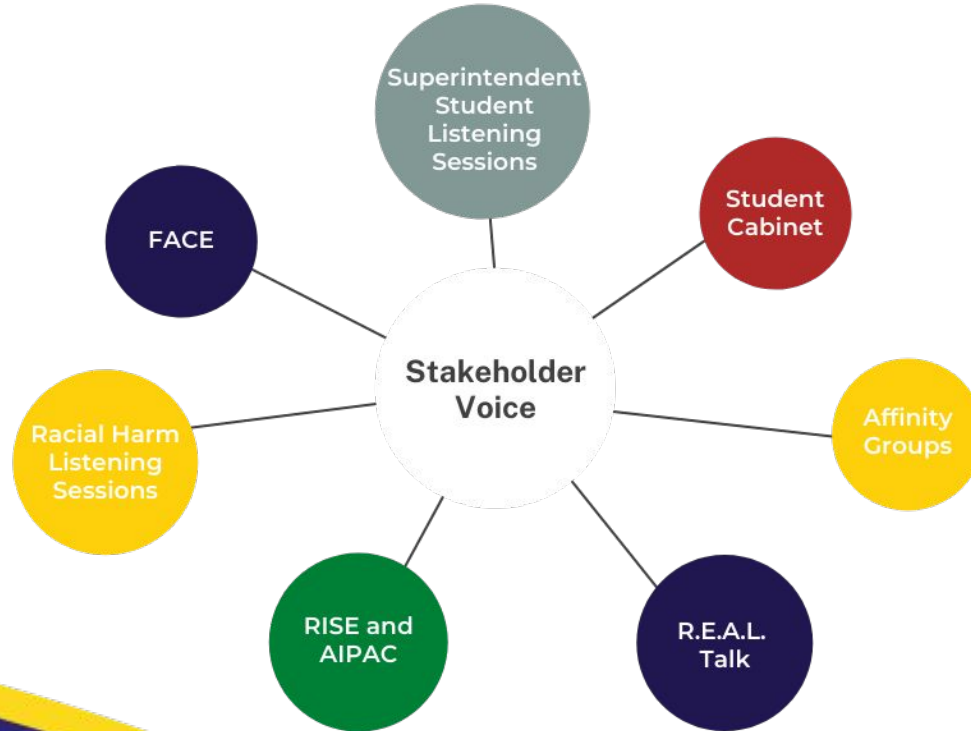 Superintendent
Student
Listening
Sessions
Student
Cabinet
FACE
Stakeholder
Voice
Affinity
Groups
Racial Harm
Listening
Sessions
RISE and
AIPAC
R.E.A.L.
Talk